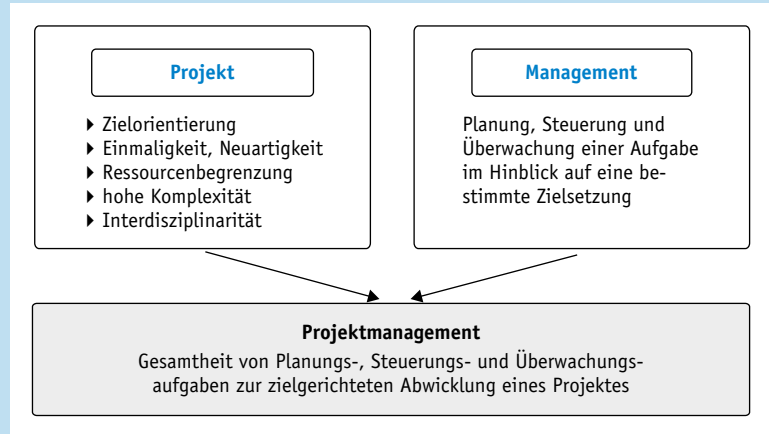 Projekt
▸ Zielorientierung
▸ Einmaligkeit, Neuartigkeit
▸ Ressourcenbegrenzung
▸ hohe Komplexität
▸ Interdisziplinarität
Management
Planung, Steuerung und
Überwachung einer Aufgabe
im Hinblick auf eine be-
stimmte Zielsetzung
Projektmanagement
Gesamtheit von Planungs-, Steuerungs- und Überwachungs-
aufgaben zur zielgerichteten Abwicklung eines Projektes